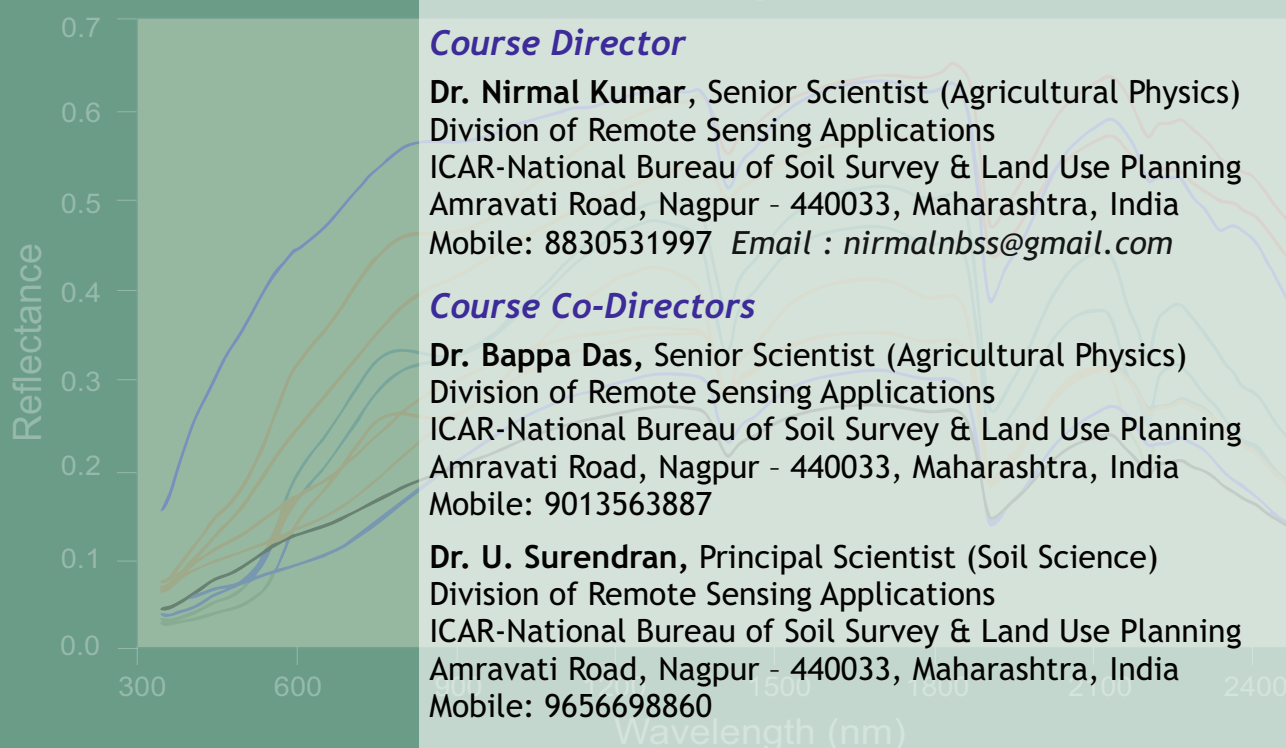 Course Director
Dr. Nirmal Kumar, Senior Scientist (Agricultural Physics)
Division of Remote Sensing Applications
ICAR-National Bureau of Soil Survey & Land Use Planning
Amravati Road, Nagpur – 440033, Maharashtra, India
Mobile: 8830531997 Email : nirmalnbss@gmail.com
Course Co-Directors
Dr. Bappa Das, Senior Scientist (Agricultural Physics)
Division of Remote Sensing Applications
ICAR-National Bureau of Soil Survey & Land Use Planning
Amravati Road, Nagpur – 440033, Maharashtra, India
Mobile: 9013563887
Dr. U. Surendran, Principal Scientist (Soil Science)
Division of Remote Sensing Applications
ICAR-National Bureau of Soil Survey & Land Use Planning
Amravati Road, Nagpur – 440033, Maharashtra, India
Mobile: 9656698860
Reflectance
0.7
0.6
0.5
0.4
0.3
0.2
0.1
0.0
300 600 900 1200 1500 1800 2100 2400
Wavelength (nm)